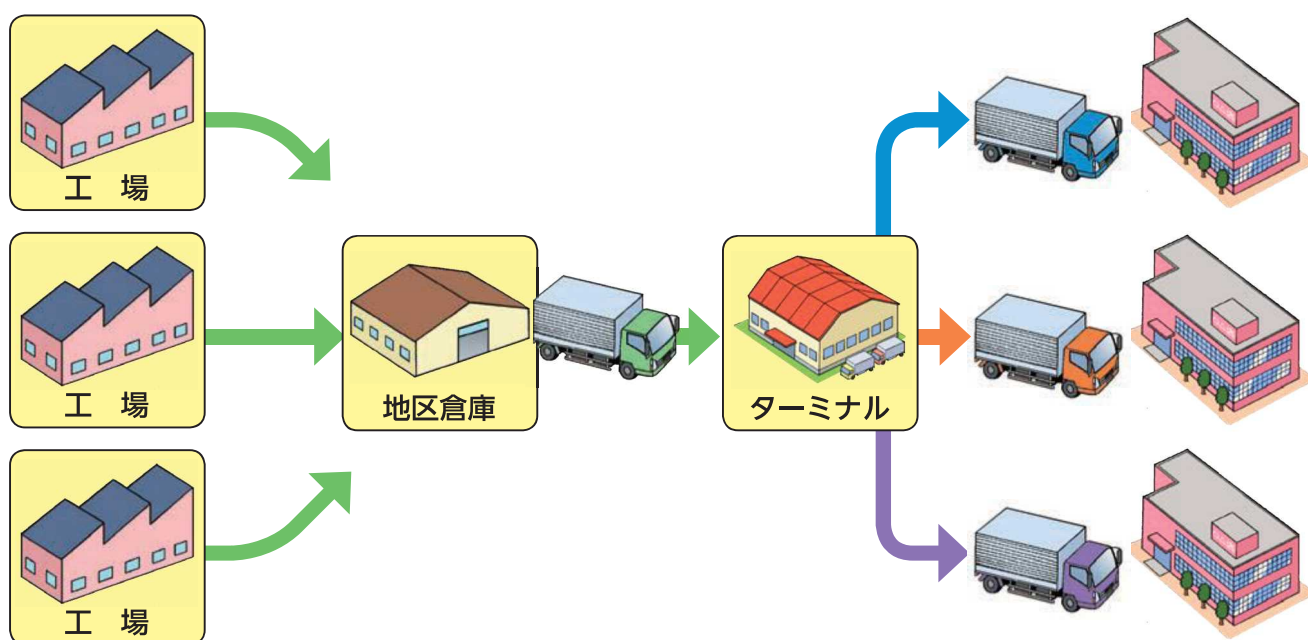 工 場
工 場
地区倉庫
ターミナル
工 場